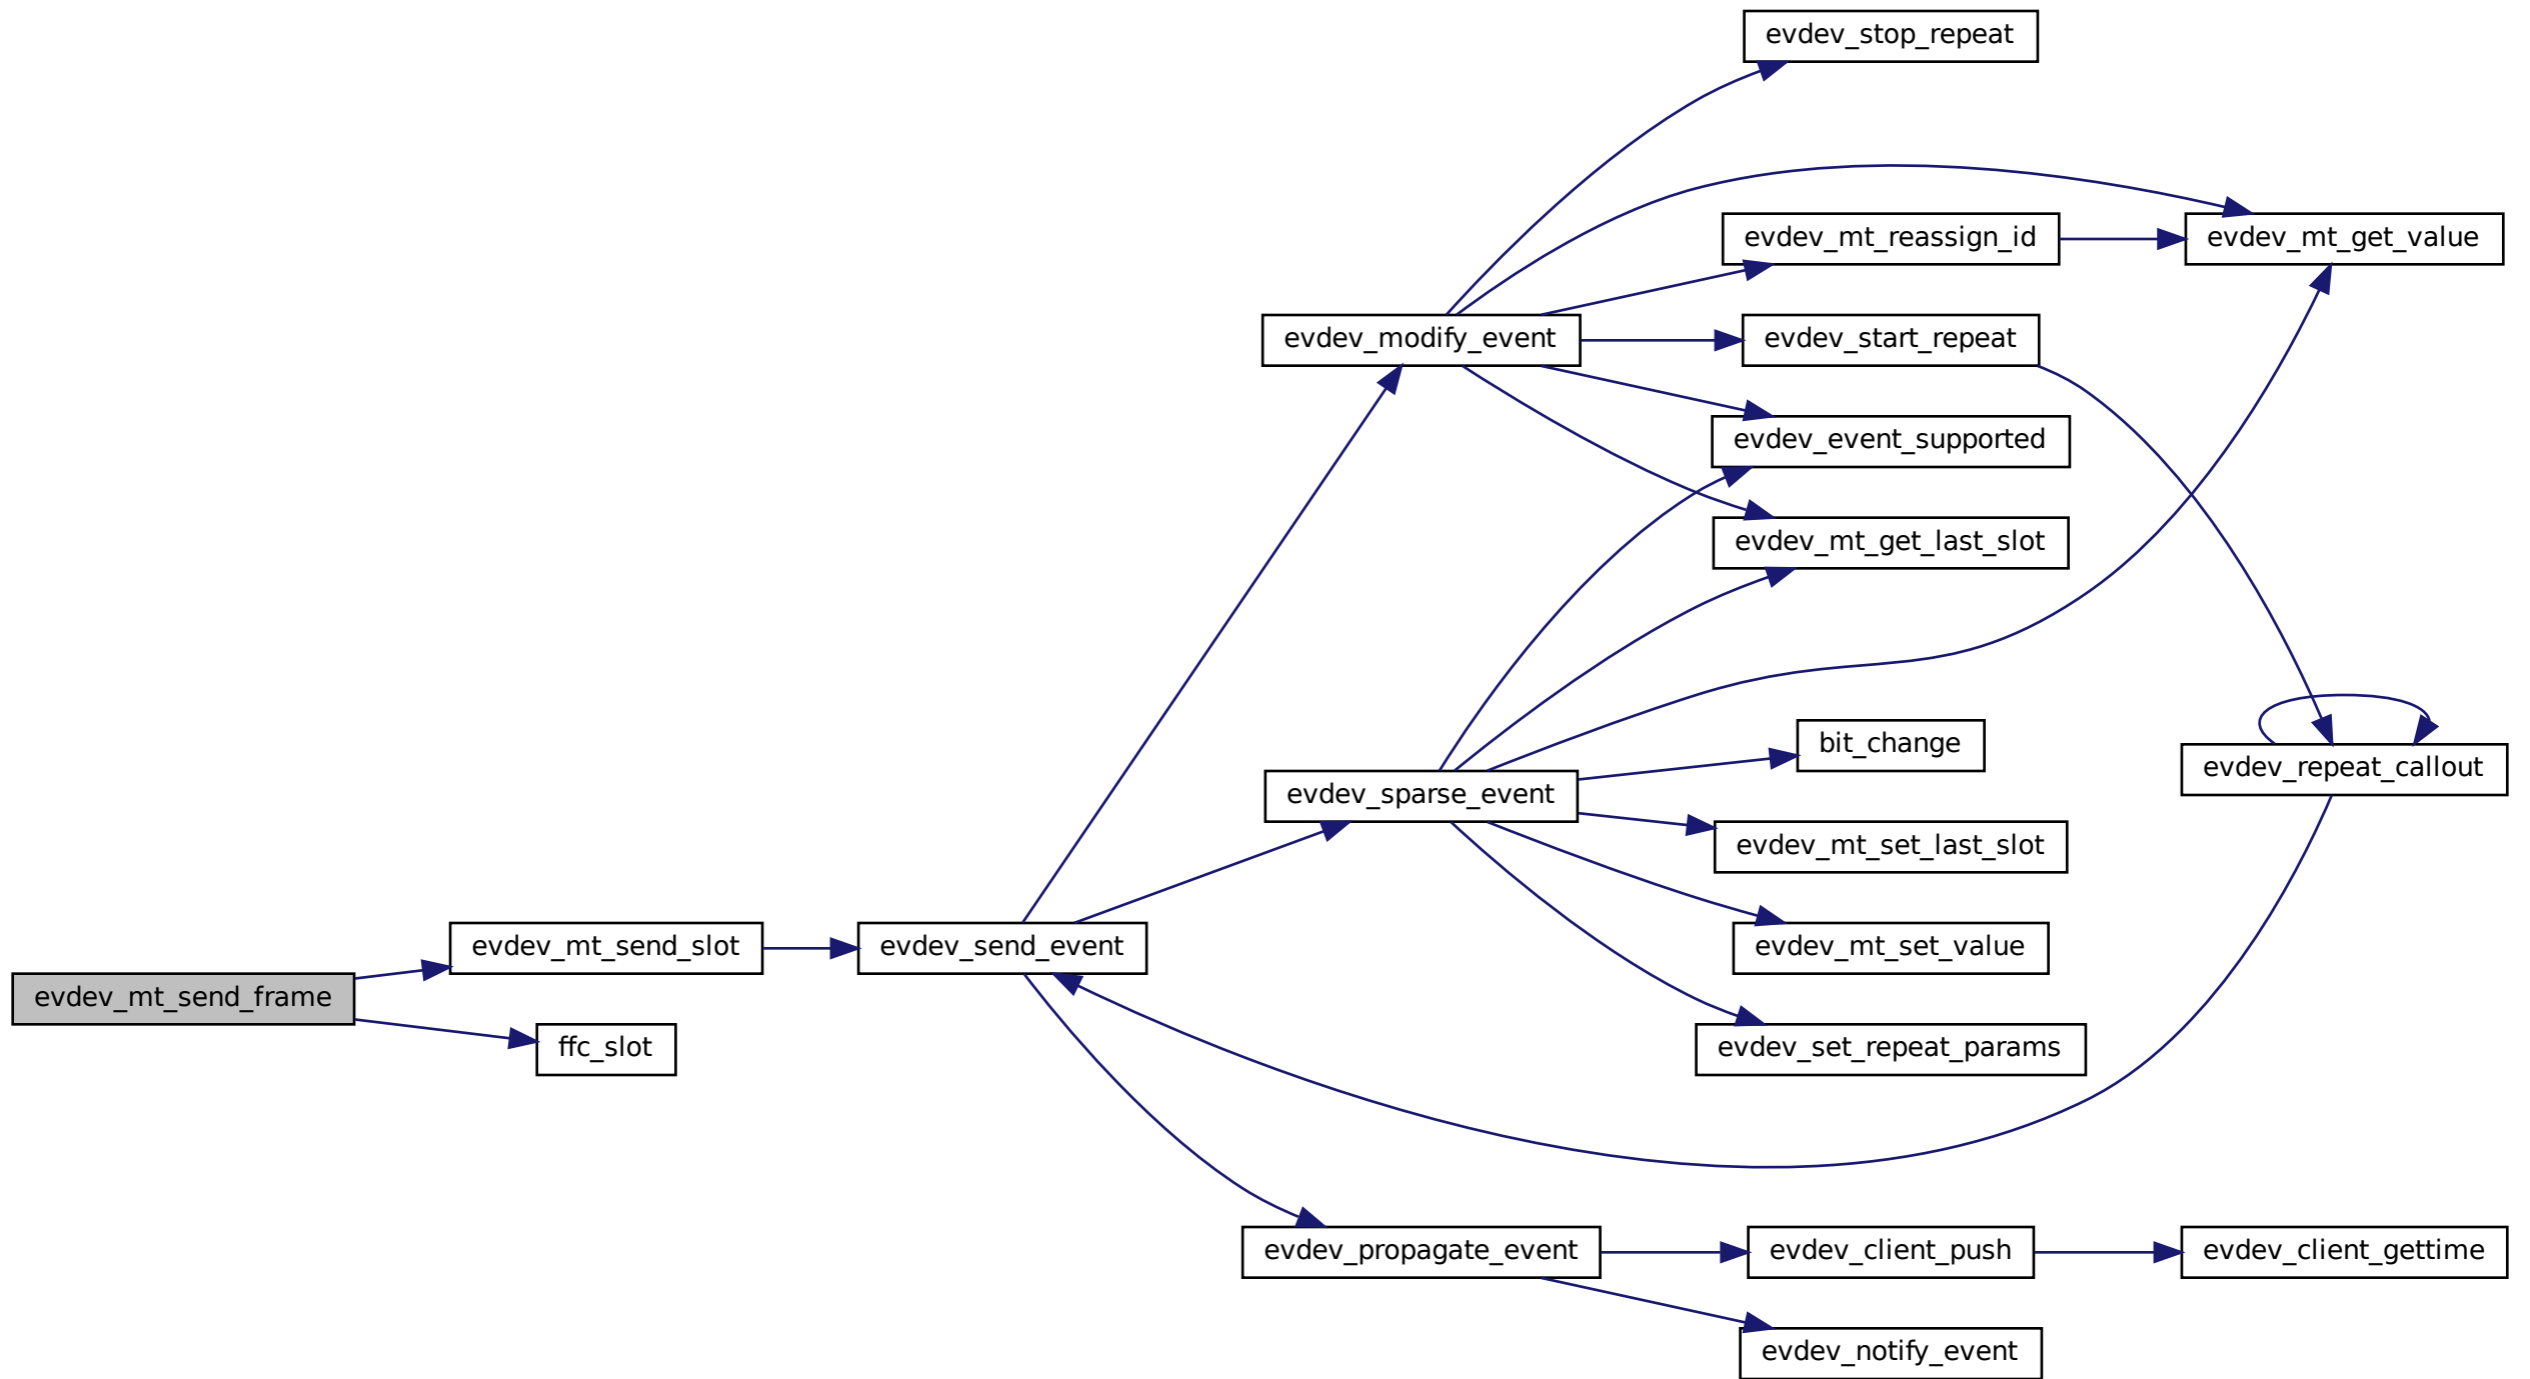 evdev_stop_repeat
evdev_mt_reassign_id
evdev_mt_get_value
evdev_modify_event
evdev_start_repeat
evdev_event_supported
evdev_mt_get_last_slot
bit_change
evdev_repeat_callout
evdev_sparse_event
evdev_mt_set_last_slot
evdev_mt_send_slot
evdev_send_event
evdev_mt_set_value
evdev_mt_send_frame
ffc_slot
evdev_set_repeat_params
evdev_propagate_event
evdev_client_push
evdev_client_gettime
evdev_notify_event